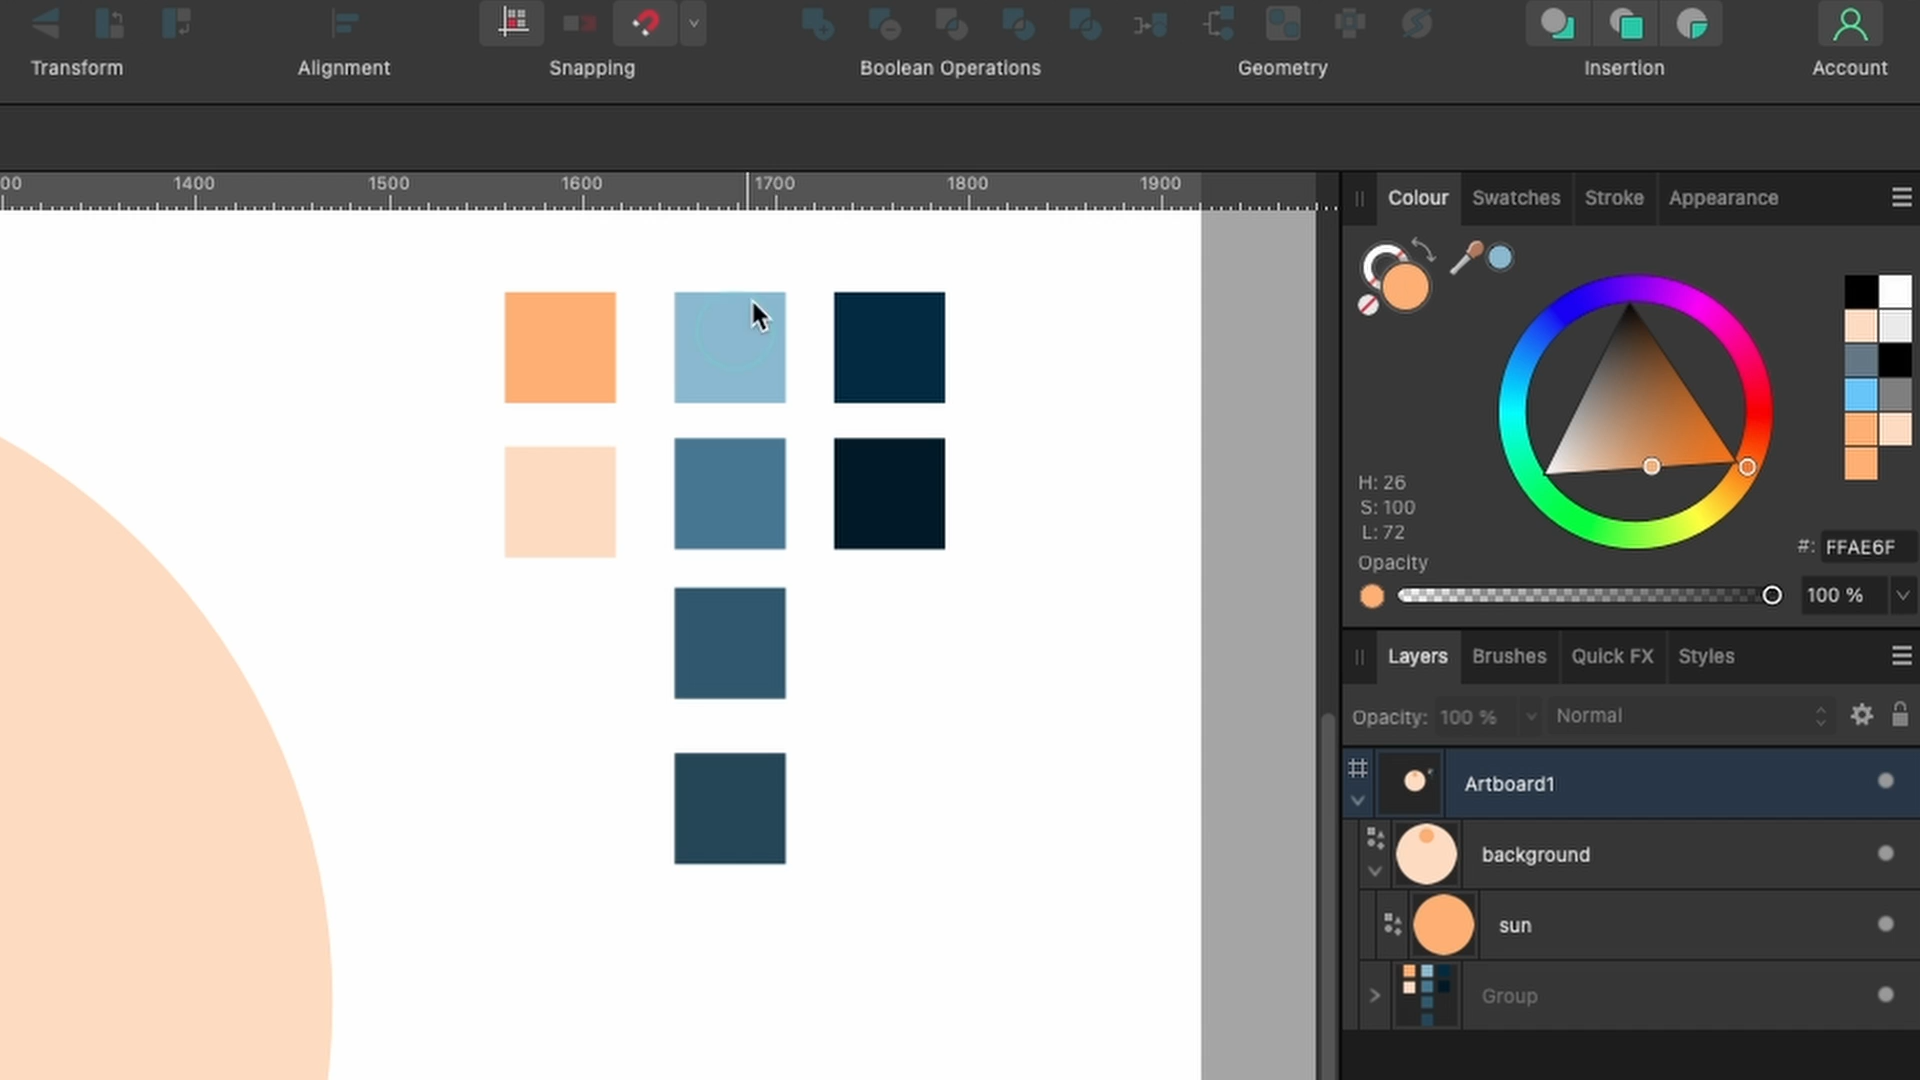 Transform
Alignment
Snapping
Boolean Operations
Geometry
Insertion
Account
00 1400 1500 1600 1700 1800 1900
Colour Swatches Stroke Appearance
H: 26
S: 100
L: 72
#: FFAE6F
Opacity
100 %
Layers Brushes Quick FX Styles
Opacity: 100 % Normal
Artboard1
background
sun
Group